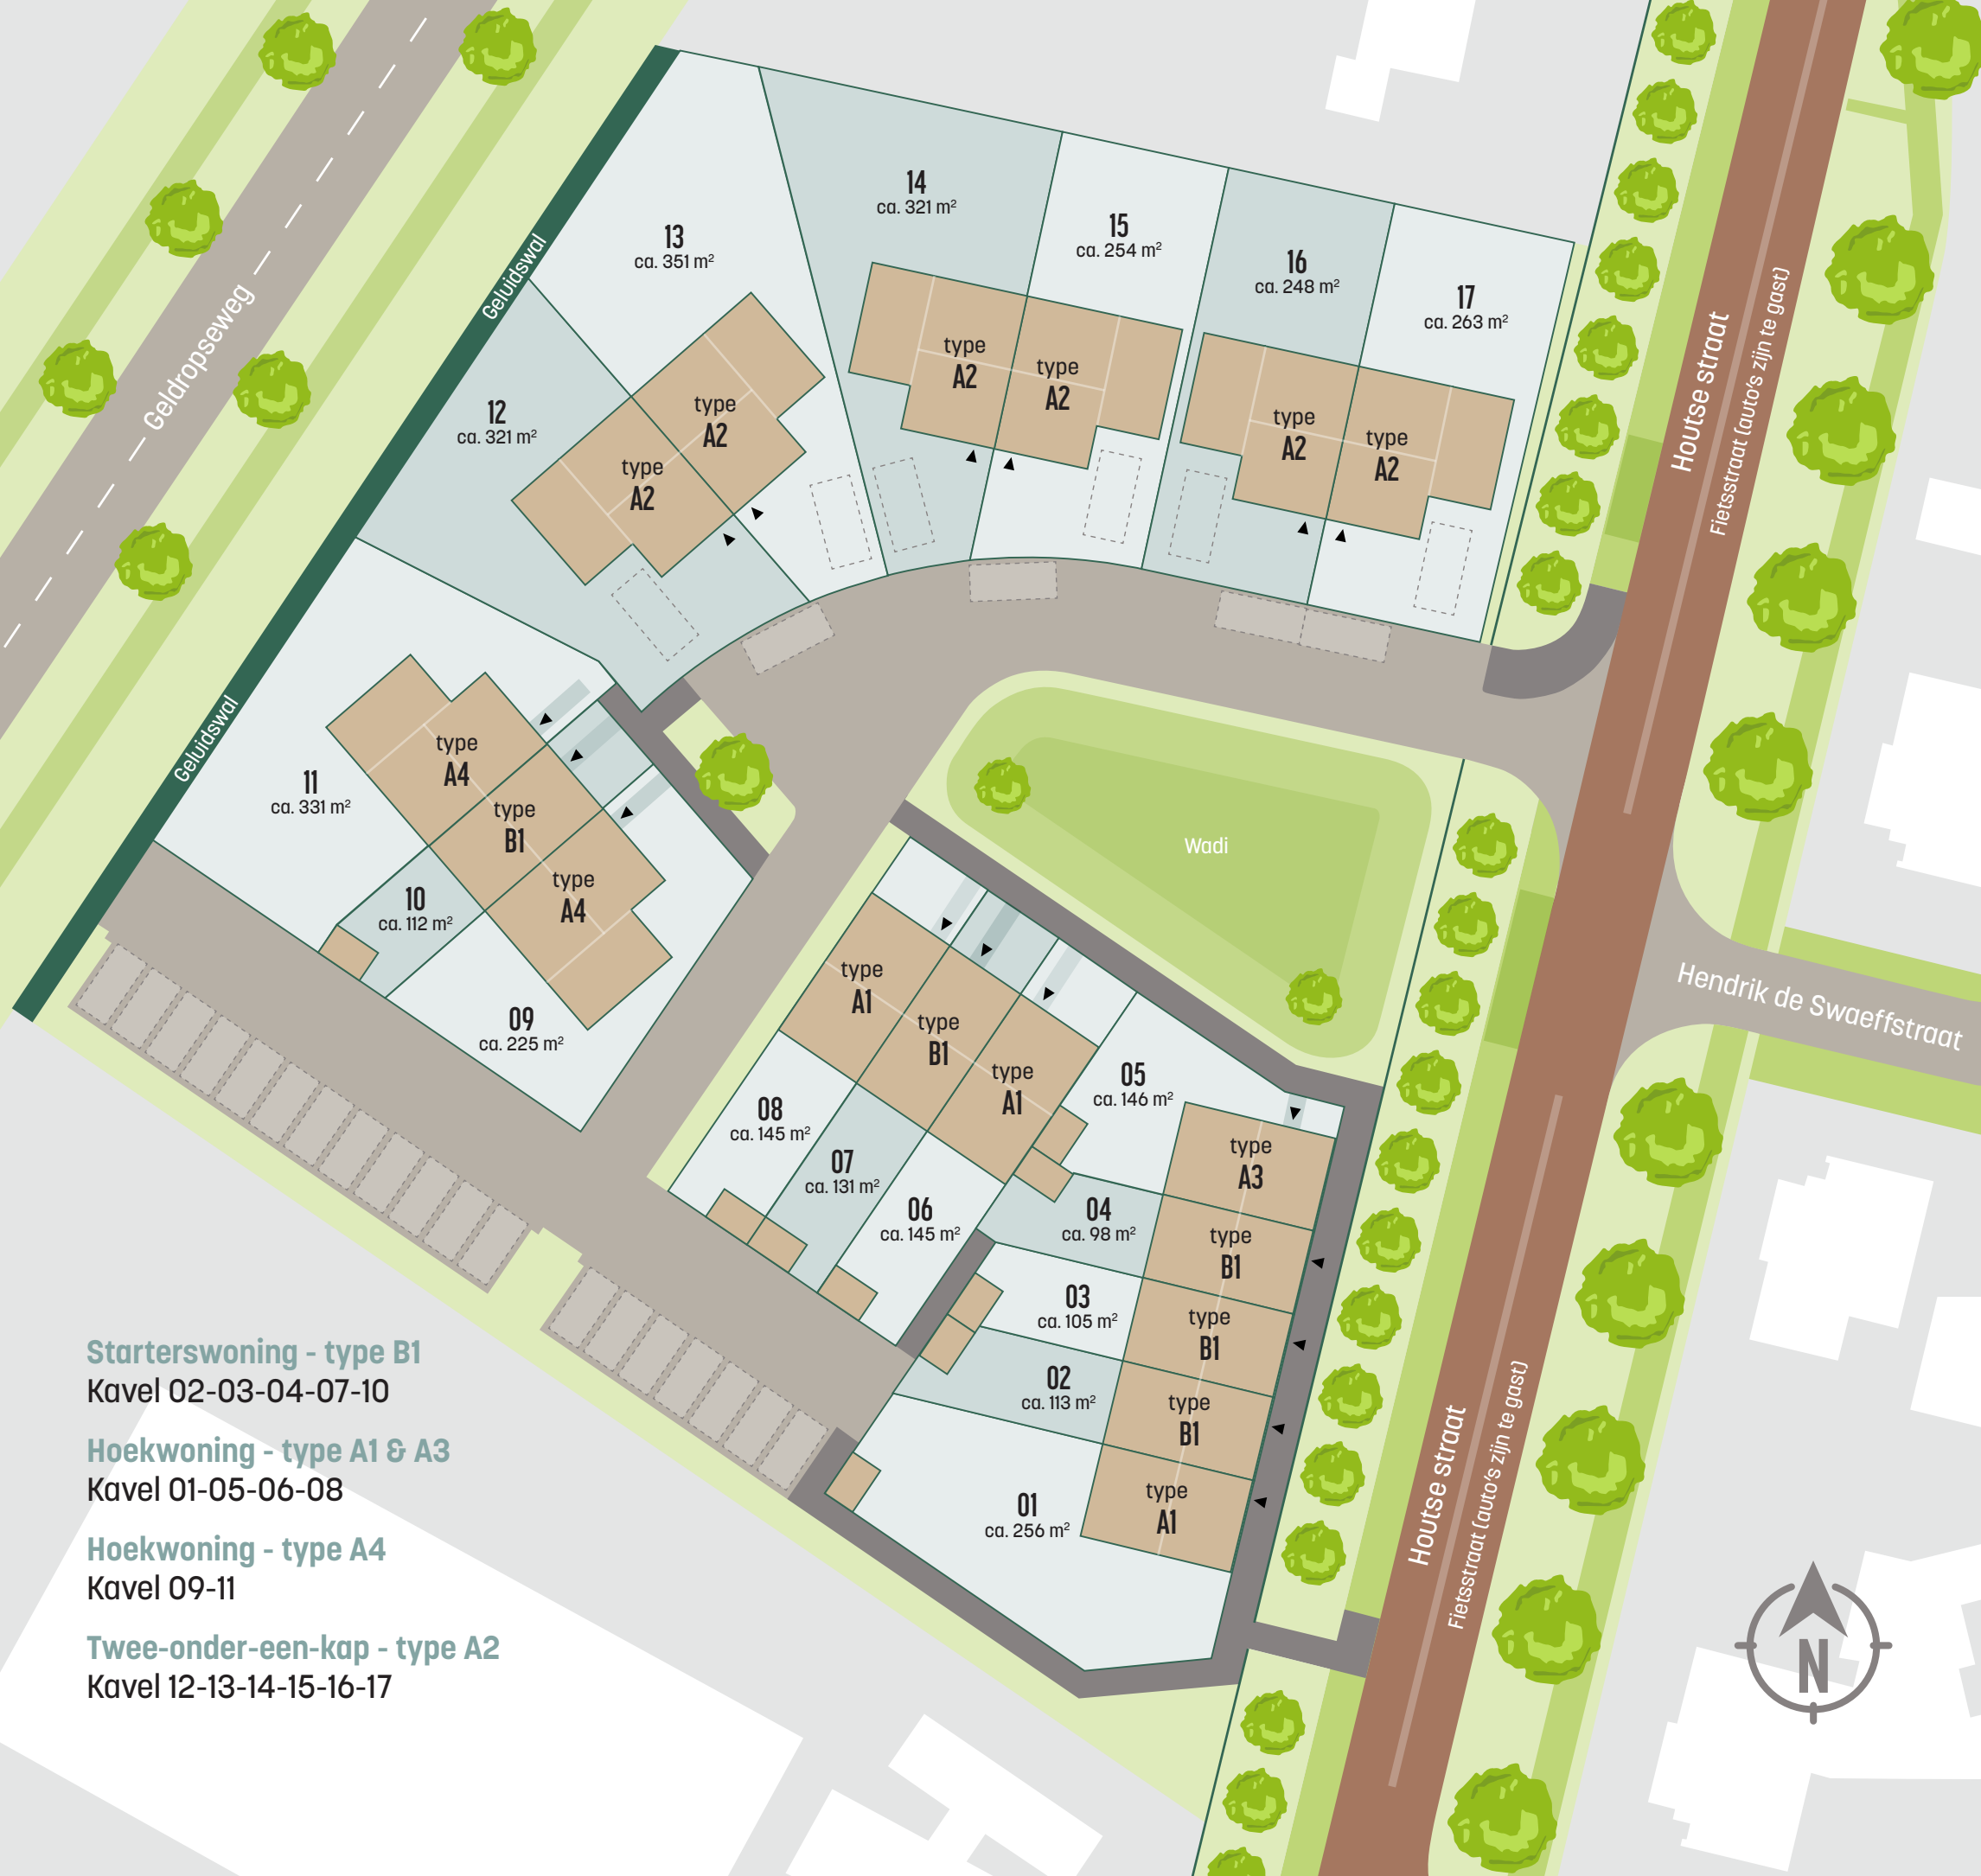 Geldropseweg
Geluidswal
Geluidswal
13
ca. 351 m²
14
ca. 321 m²
15
ca. 254 m²
16
ca. 248 m²
17
ca. 263 m²
12
ca. 321 m²
type
A2
type
A2
type
A2
type
A2
type
A2
type
A2
Houtse straat
Fietsstraat (auto's zijn te gast)
11
ca. 331 m²
type
A4
type
B1
type
A4
10
ca. 112 m²
09
ca. 225 m²
Wadi
Hendrik de Swaeffstraat
type
A1
type
B1
type
A1
08
ca. 145 m²
07
ca. 131 m²
06
ca. 145 m²
05
ca. 146 m²
04
ca. 98 m²
03
ca. 105 m²
02
ca. 113 m²
01
ca. 256 m²
type
A3
type
B1
type
B1
type
B1
type
A1
Houtse straat
Fietsstraat (auto's zijn te gast)
Starterswoning - type B1
Kavel 02-03-04-07-10
Hoekwoning - type A1 & A3
Kavel 01-05-06-08
Hoekwoning - type A4
Kavel 09-11
Twee-onder-een-kap - type A2
Kavel 12-13-14-15-16-17
N